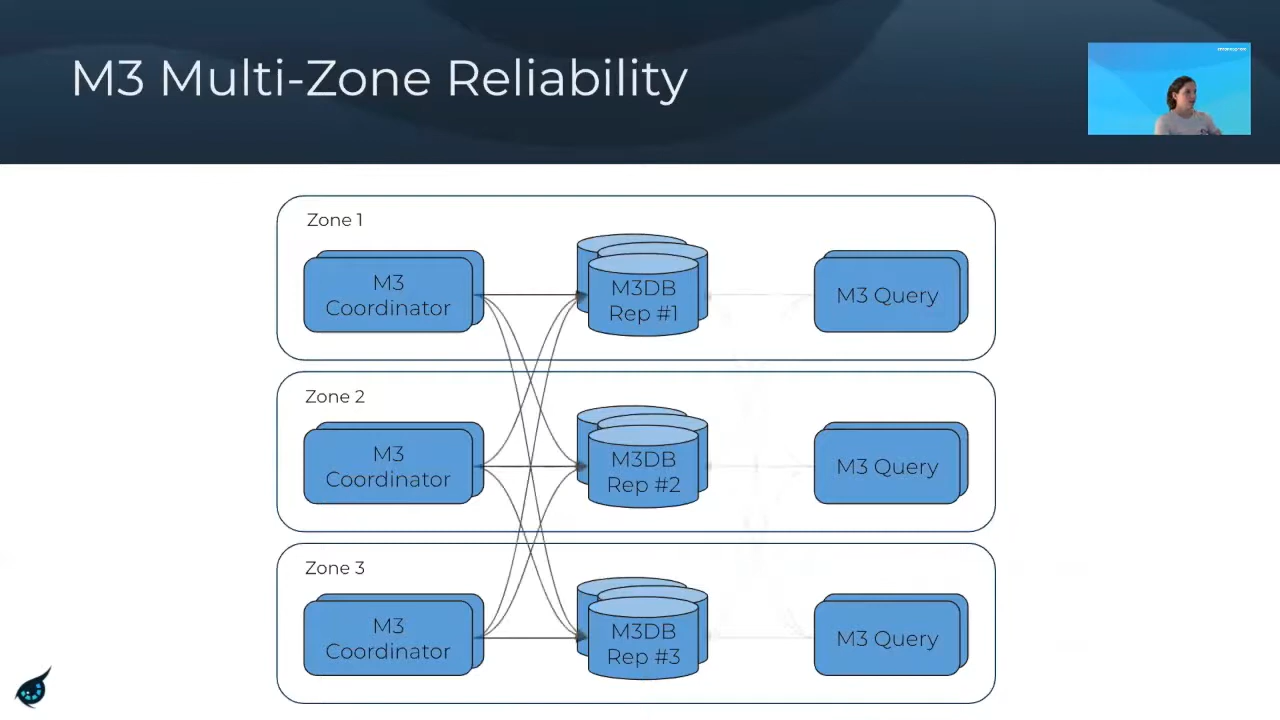 M3 Multi-Zone Reliability
Zone 1
M3
Coordinator
M3DB
Rep #1
M3 Query
Zone 2
M3
Coordinator
M3DB
Rep #2
M3 Query
Zone 3
M3
Coordinator
M3DB
Rep #3
M3 Query